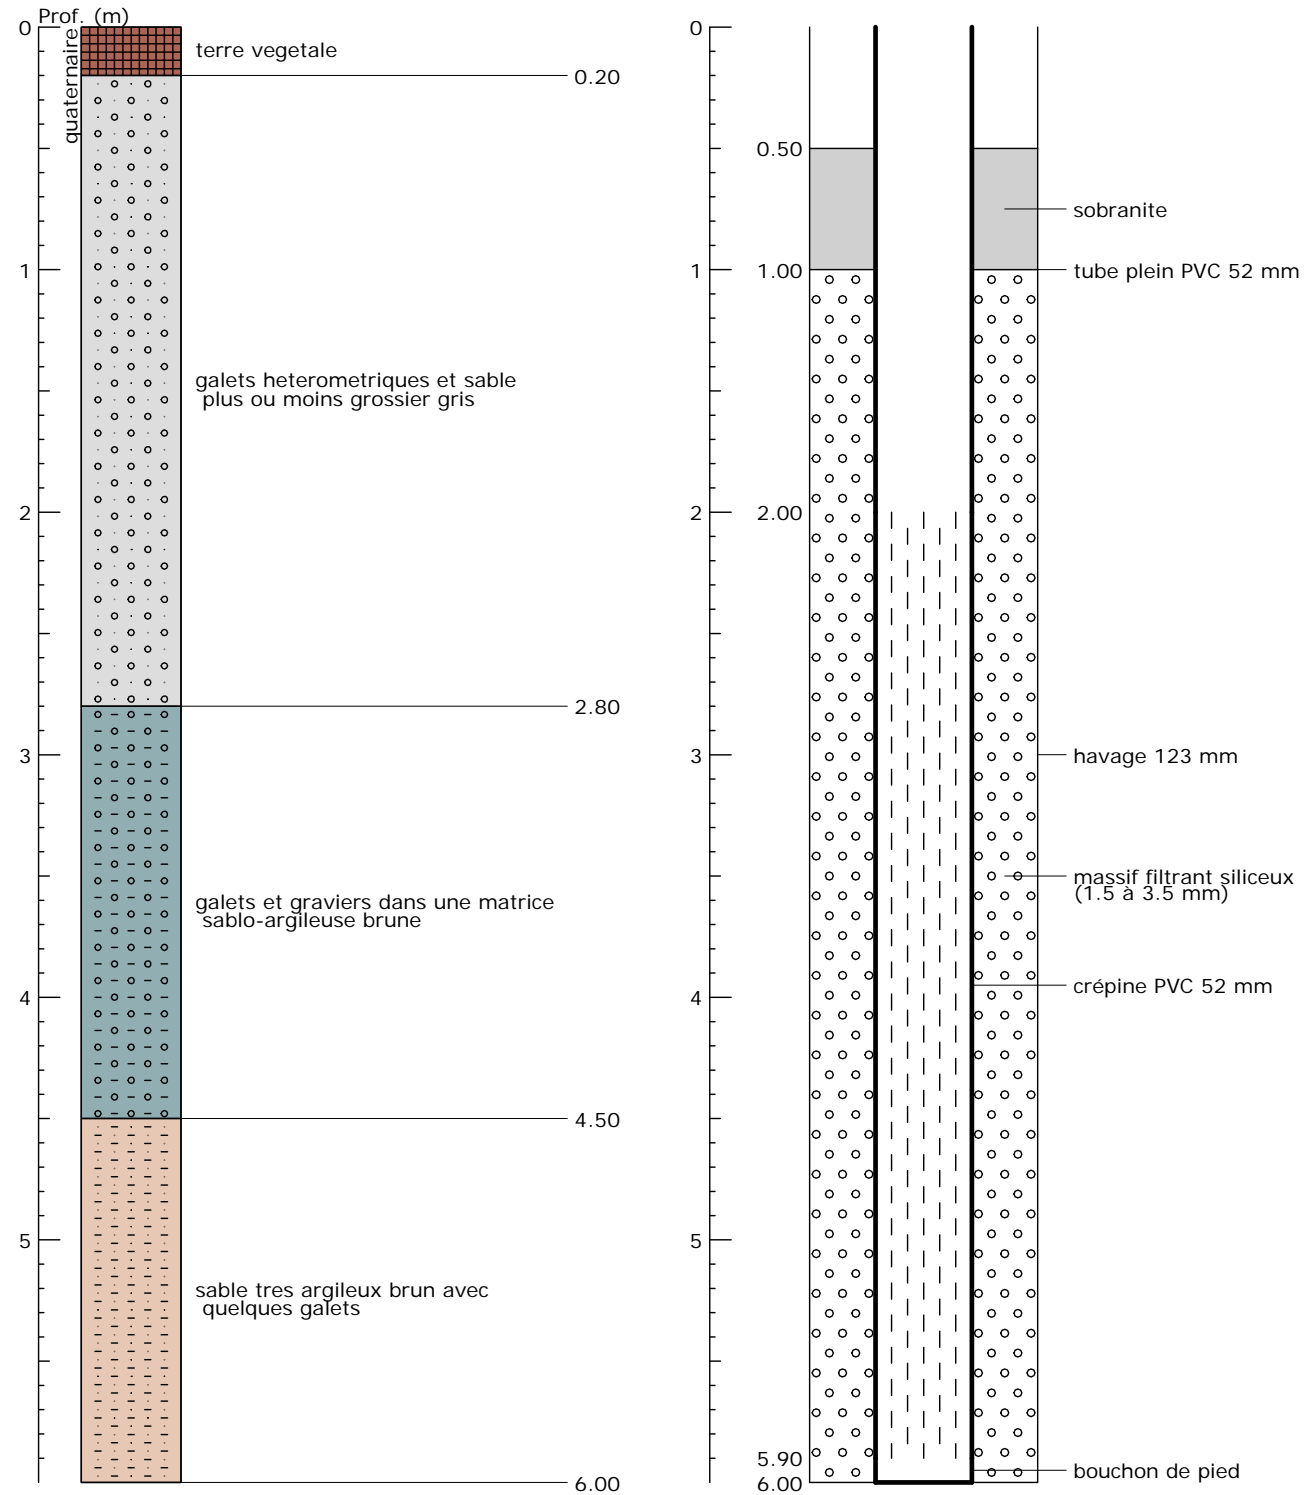 Prof. (m)
0
quaternaire
terre vegetale
0.20
1
galets heterometriques et sable
plus ou moins grossier gris
2
2.80
3
galets et graviers dans une matrice
sablo-argileuse brune
4
4.50
5
sable tres argileux brun avec
quelques galets
6.00
0
0.50
sobranite
1
1.00
tube plein PVC 52 mm
2
2.00
3
havage 123 mm
massif filtrant siliceux
(1.5 à 3.5 mm)
crépine PVC 52 mm
4
5
5.90
bouchon de pied
6.00